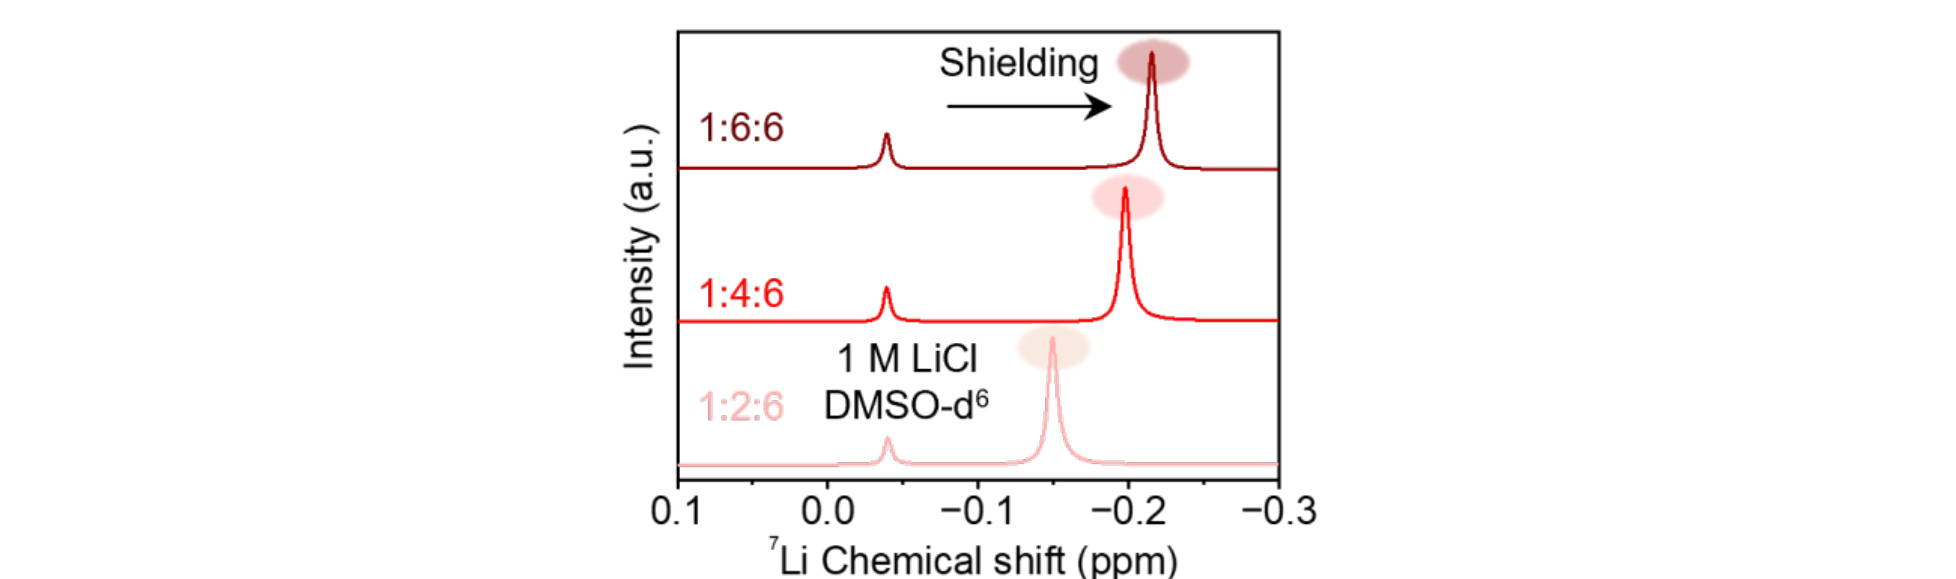 Shielding
1:6:6
1:4:6
1 M LiCl
DMSO-d⁶
1:2:6
Intensity (a.u.)
0.1 0.0 −0.1 −0.2 −0.3
⁷Li Chemical shift (ppm)